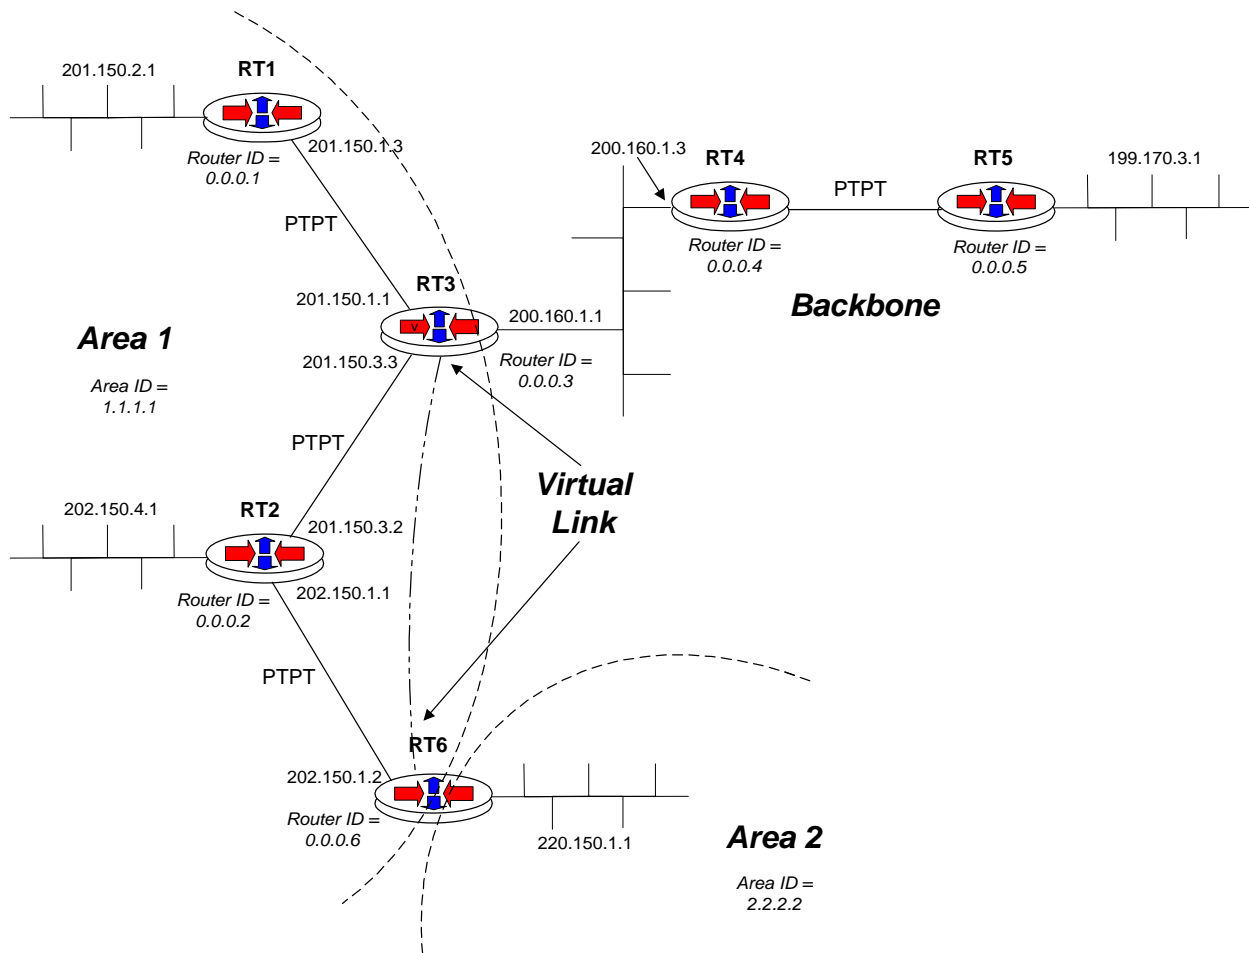 201.150.2.1
RT1
201.150.1.3
Router ID =
0.0.0.1
PTPT
200.160.1.3
RT4
PTPT
RT5
199.170.3.1
Router ID =
0.0.0.4
Router ID =
0.0.0.5
Backbone
RT3
201.150.1.1
v
200.160.1.1
201.150.3.3
Router ID =
0.0.0.3
Area 1
Area ID =
1.1.1.1
PTPT
Virtual
Link
202.150.4.1
RT2
201.150.3.2
202.150.1.1
Router ID =
0.0.0.2
PTPT
RT6
202.150.1.2
Router ID =
0.0.0.6
220.150.1.1
Area 2
Area ID =
2.2.2.2